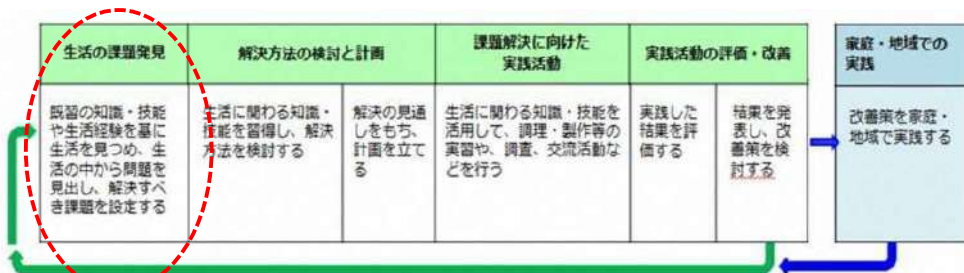 生活の課題発見
解決方法の検討と計画
課題解決に向けた
実践活動
実践活動の評価・改善
家庭・地域での
実践
既習の知識・技能
や生活経験を基に
生活を見つめ、生
活の中から問題を
見出し、解決すべ
き課題を設定する
生活に関わる知識・
技能を習得し、解決
方法を検討する
解決の見通
しをもち、
計画を立て
る
生活に関わる知識・技能を
活用して、調理・製作等の
実習や、調査、交流活動な
どを行う
実践した
結果を評
価する
結果を発
表し、改
善策を検
討する
改善策を家庭・
地域で実践する